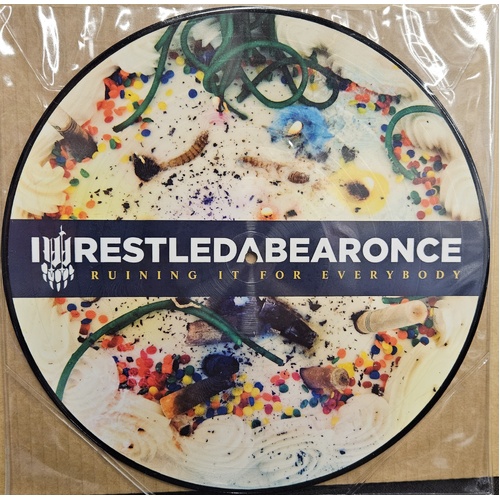 IWRESTLEDABEARONCE
RUINING IT FOR EVERYBODY